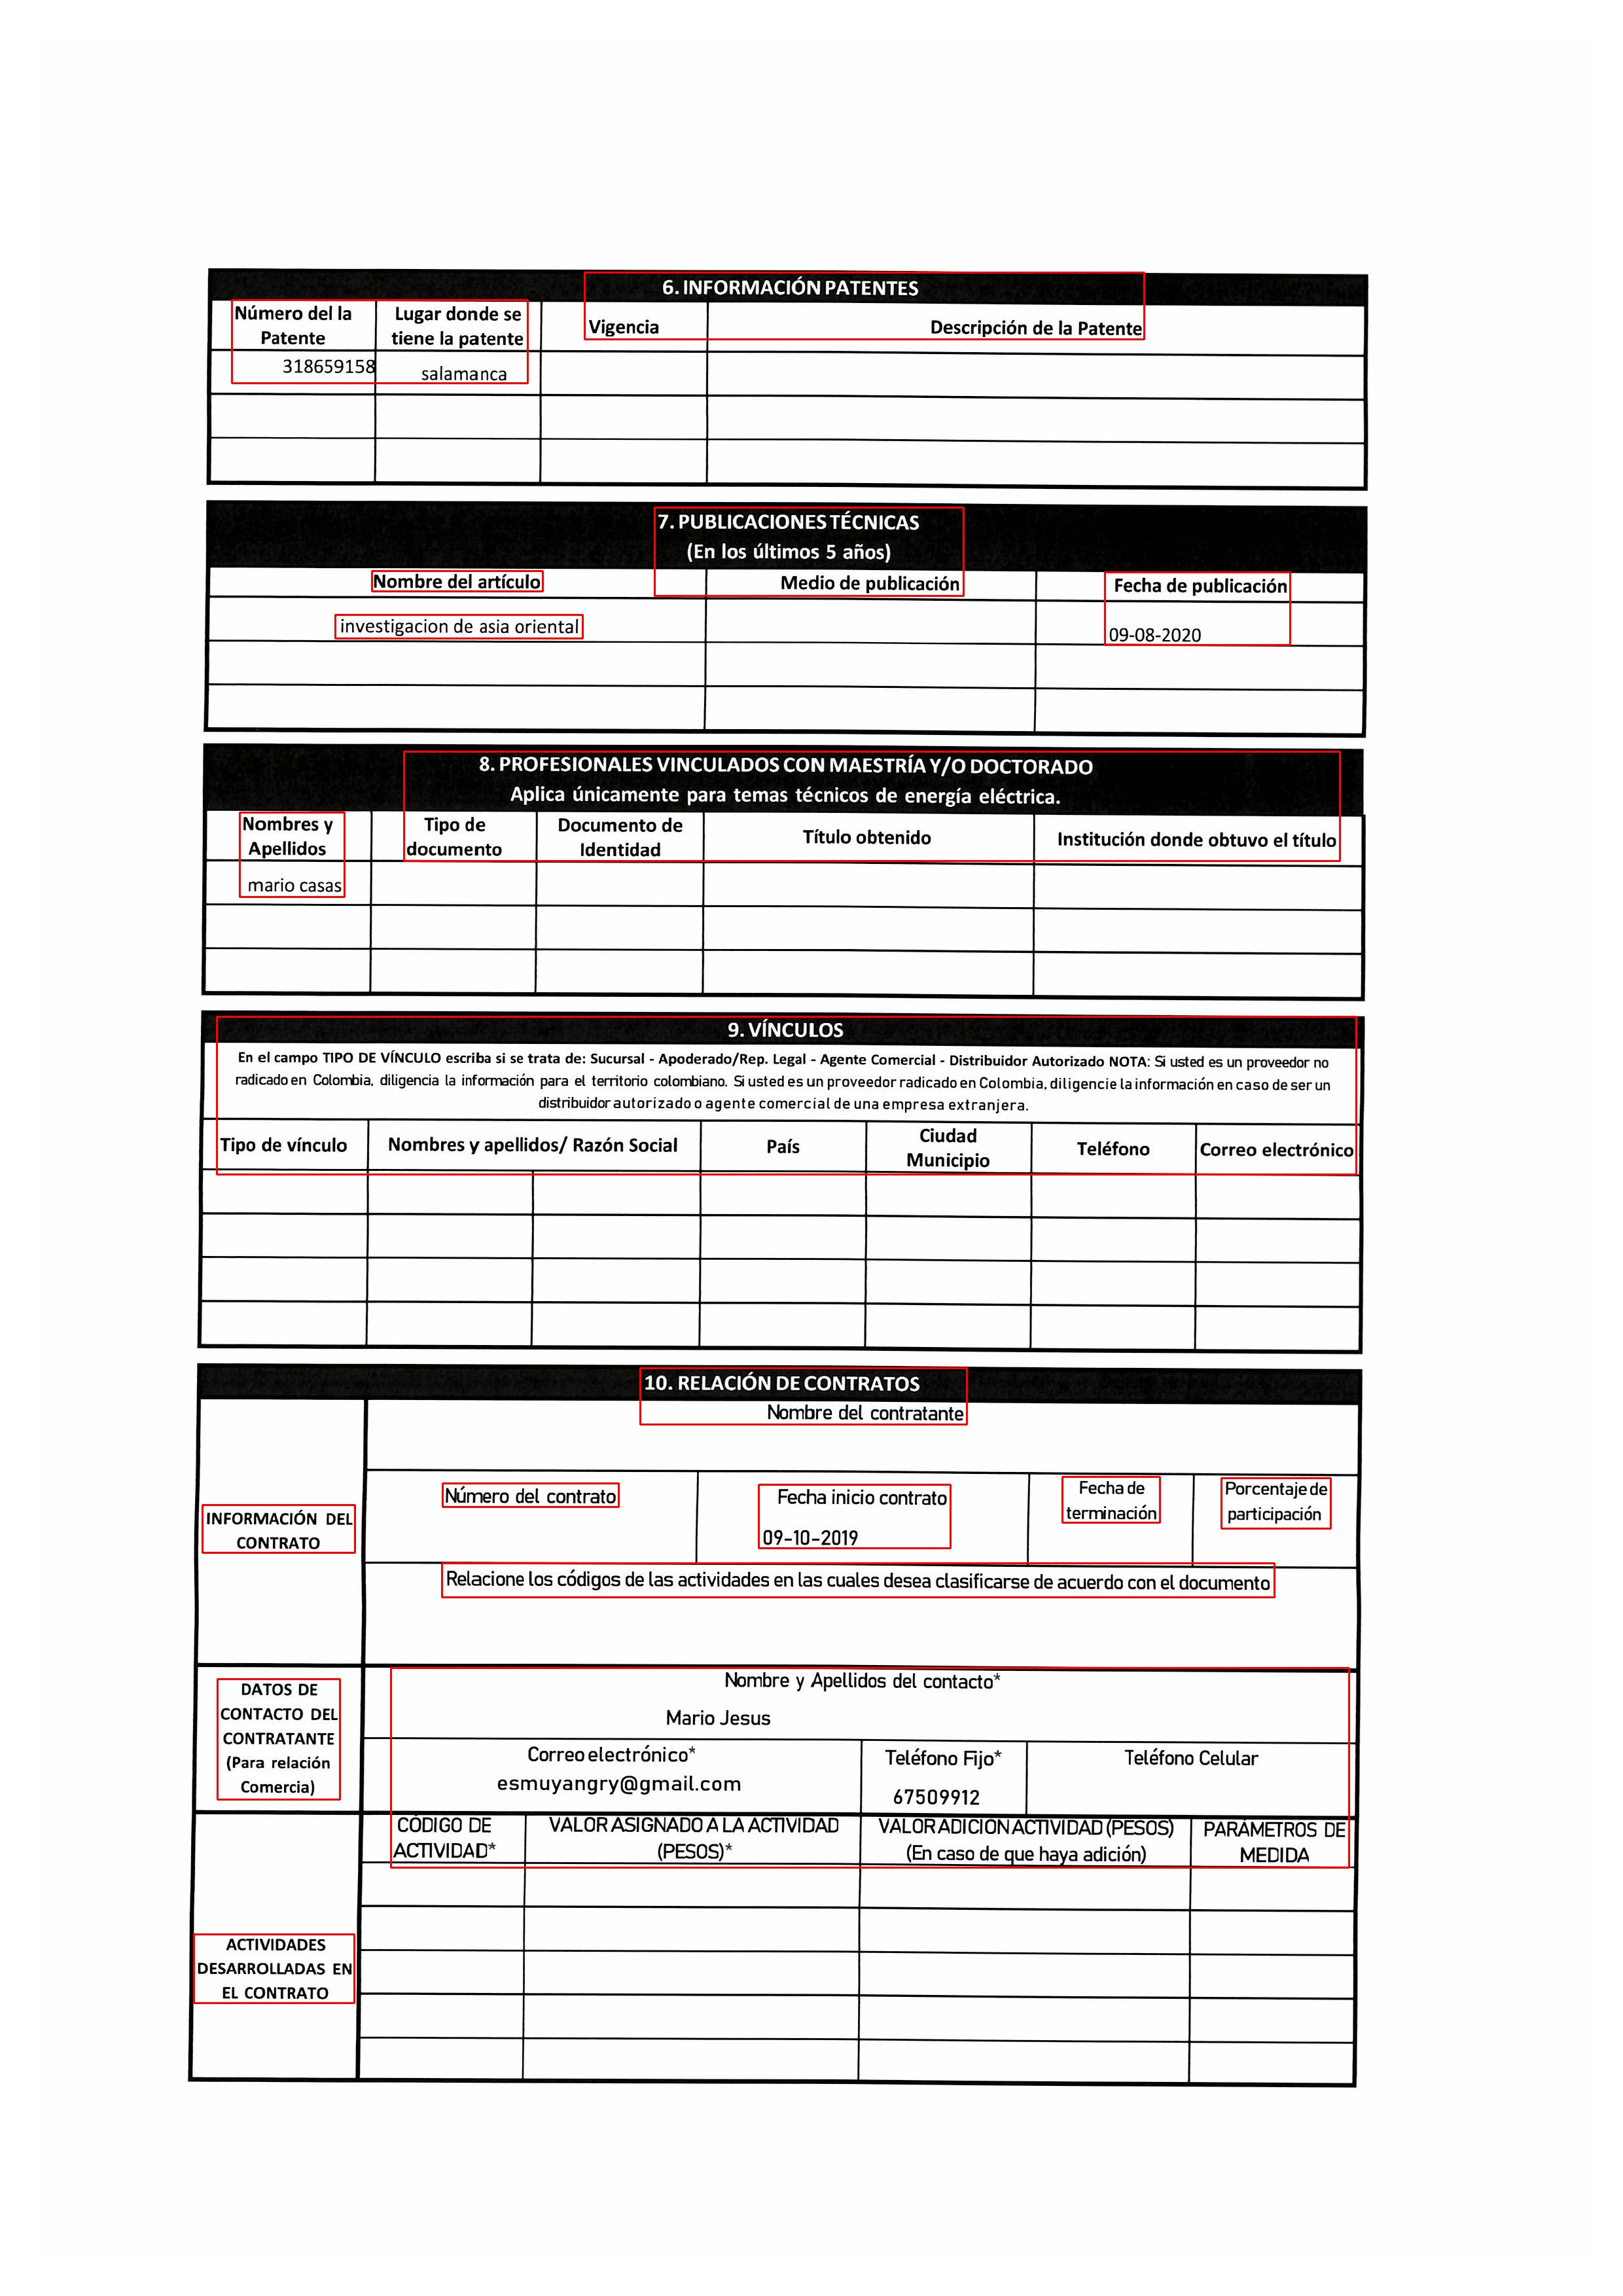 6. INFORMACIÓN PATENTES
Número del la Patente
Lugar donde se tiene la patente
Vigencia
Descripción de la Patente
318659158
salamanca
7. PUBLICACIONES TÉCNICAS
(En los últimos 5 años)
Nombre del artículo
Medio de publicación
Fecha de publicación
investigacion de asia oriental
09-08-2020
8. PROFESIONALES VINCULADOS CON MAESTRÍA Y/O DOCTORADO
Aplica únicamente para temas técnicos de energía eléctrica.
Nombres y Apellidos
Tipo de documento
Documento de Identidad
Título obtenido
Institución donde obtuvo el título
mario casas
9. VÍNCULOS
En el campo TIPO DE VÍNCULO escriba si se trata de: Sucursal - Apoderado/Rep. Legal - Agente Comercial - Distribuidor Autorizado NOTA: Si usted es un proveedor no
radicado en Colombia, diligencia la información para el territorio colombiano. Si usted es un proveedor radicado en Colombia, diligencie la información en caso de ser un
distribuidor autorizado o agente comercial de una empresa extranjera.
Tipo de vínculo
Nombres y apellidos/ Razón Social
País
Ciudad Municipio
Teléfono
Correo electrónico
10. RELACIÓN DE CONTRATOS
Nombre del contratante
INFORMACIÓN DEL
CONTRATO
Número del contrato
Fecha inicio contrato
09-10-2019
Fecha de
terminación
Porcentaje de
participación
Relacione los códigos de las actividades en las cuales desea clasificarse de acuerdo con el documento
DATOS DE
CONTACTO DEL
CONTRATANTE
(Para relación
Comercia)
Nombre y Apellidos del contacto*
Mario Jesus
Correo electrónico*
esmuyangry@gmail.com
Teléfono Fijo*
67509912
Teléfono Celular
CÓDIGO DE
ACTIVIDAD*
VALOR ASIGNADO A LA ACTIVIDAD
(PESOS)*
VALOR ADICION ACTIVIDAD (PESOS)
(En caso de que haya adición)
PARÁMETROS DE
MEDIDA
ACTIVIDADES
DESARROLLADAS EN
EL CONTRATO